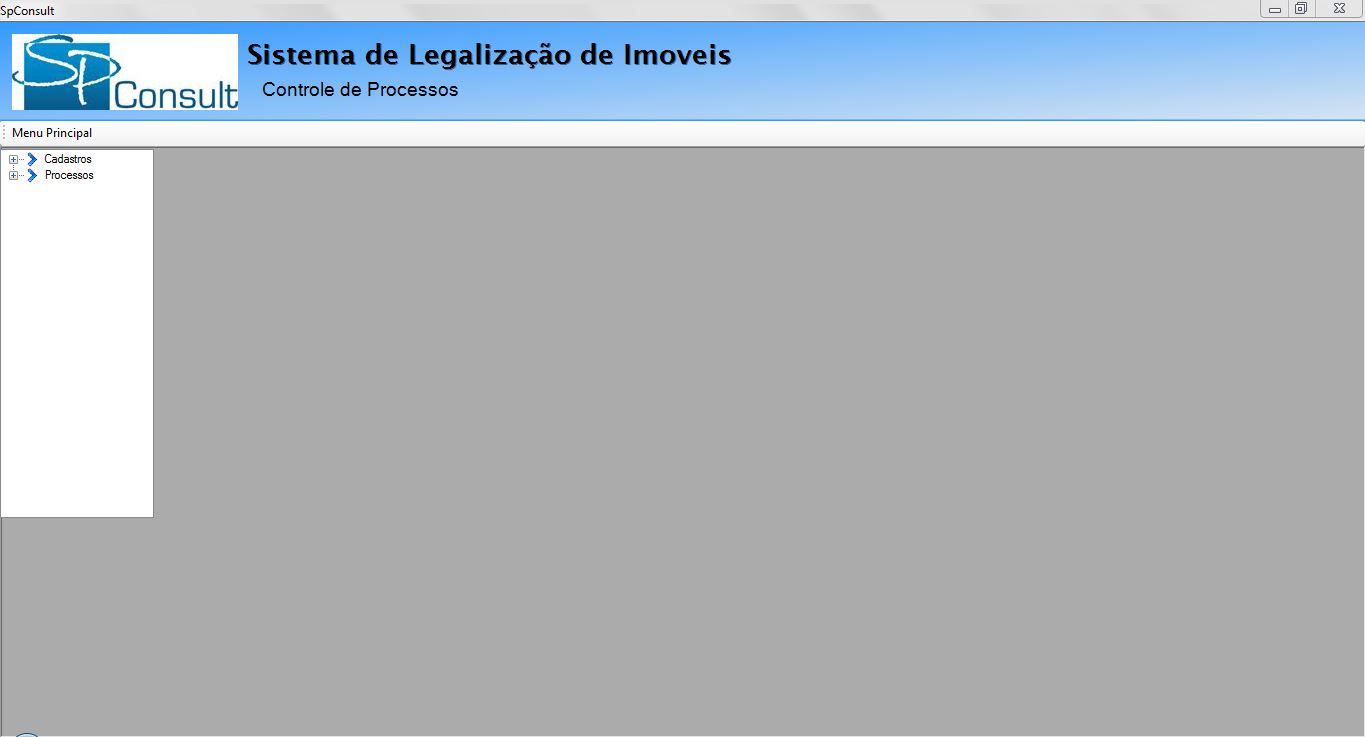 SpConsult
Sp Consult
Sistema de Legalização de Imoveis
Controle de Processos
Menu Principal
Cadastros
Processos